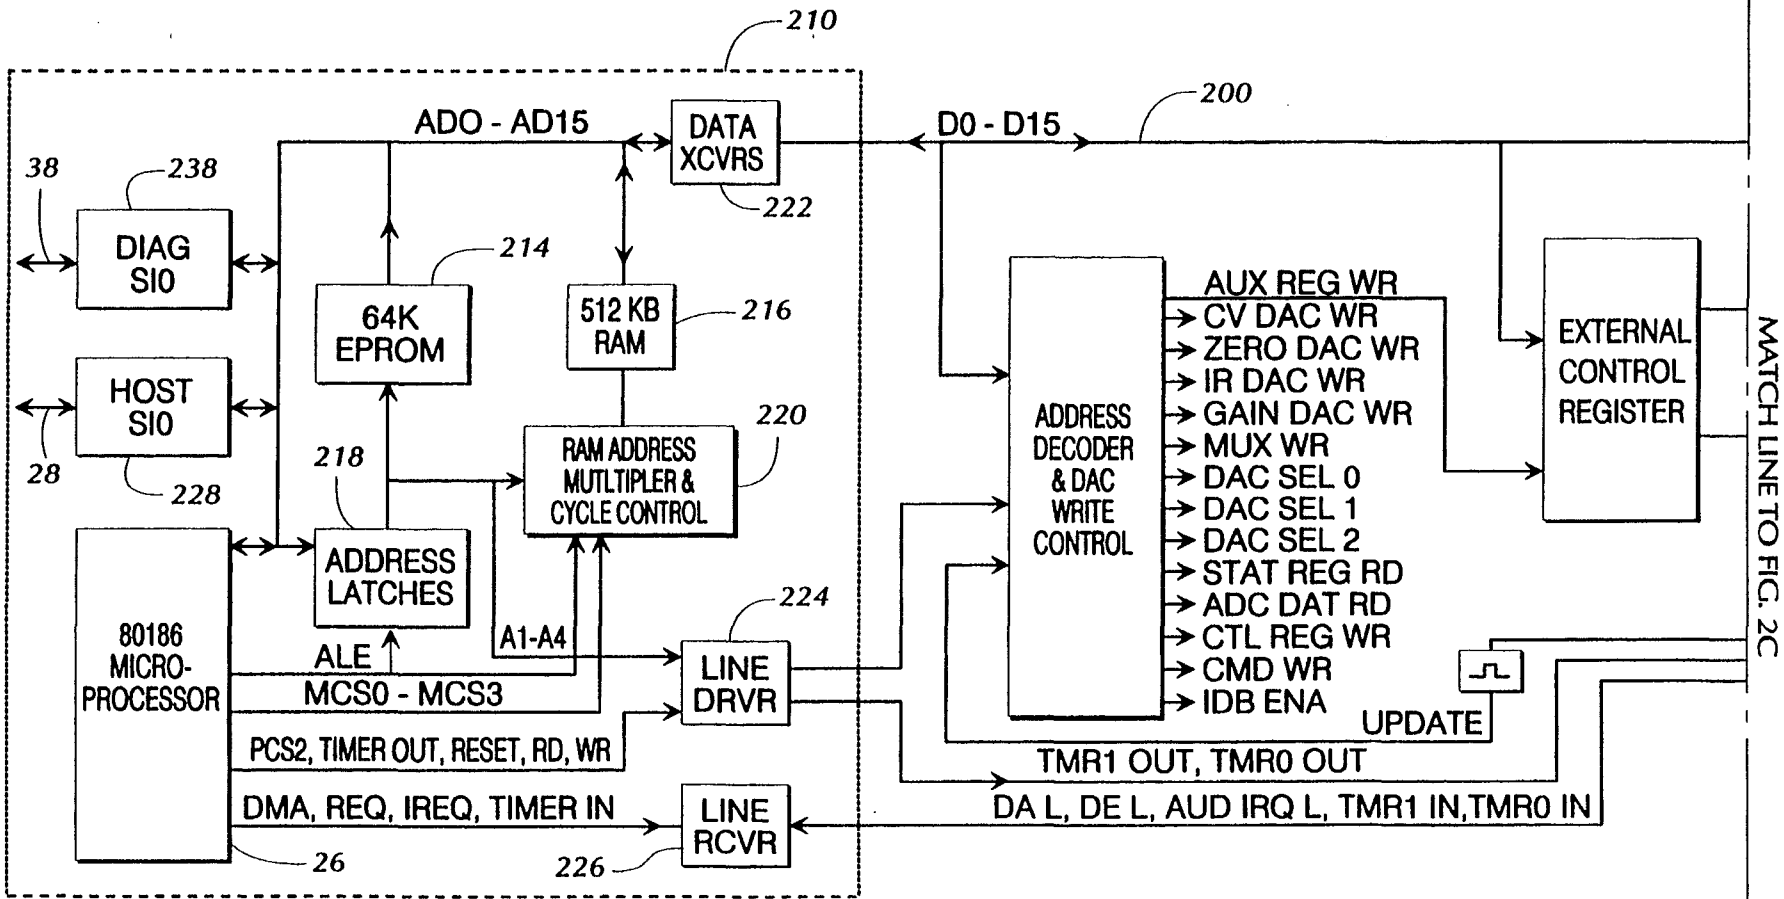 210
200
ADO - AD15
DATA
XCVRS
D0 - D15
222
38
238
DIAG
SI0
214
64K
EPROM
512 KB
RAM
216
HOST
SI0
28
228
218
RAM ADDRESS
MUTLTIPLER &
CYCLE CONTROL
220
ADDRESS
LATCHES
80186
MICRO-
PROCESSOR
26
ALE
MCS0 - MCS3
A1-A4
224
LINE
DRVR
PCS2, TIMER OUT, RESET, RD, WR
DMA, REQ, IREQ, TIMER IN
LINE
RCVR
226
ADDRESS
DECODER
& DAC
WRITE
CONTROL
AUX REG WR
CV DAC WR
ZERO DAC WR
IR DAC WR
GAIN DAC WR
MUX WR
DAC SEL 0
DAC SEL 1
DAC SEL 2
STAT REG RD
ADC DAT RD
CTL REG WR
CMD WR
IDB ENA
EXTERNAL
CONTROL
REGISTER
UPDATE
TMR1 OUT, TMR0 OUT
DA L, DE L, AUD IRQ L, TMR1 IN,TMR0 IN
MATCH LINE TO FIG. 2C